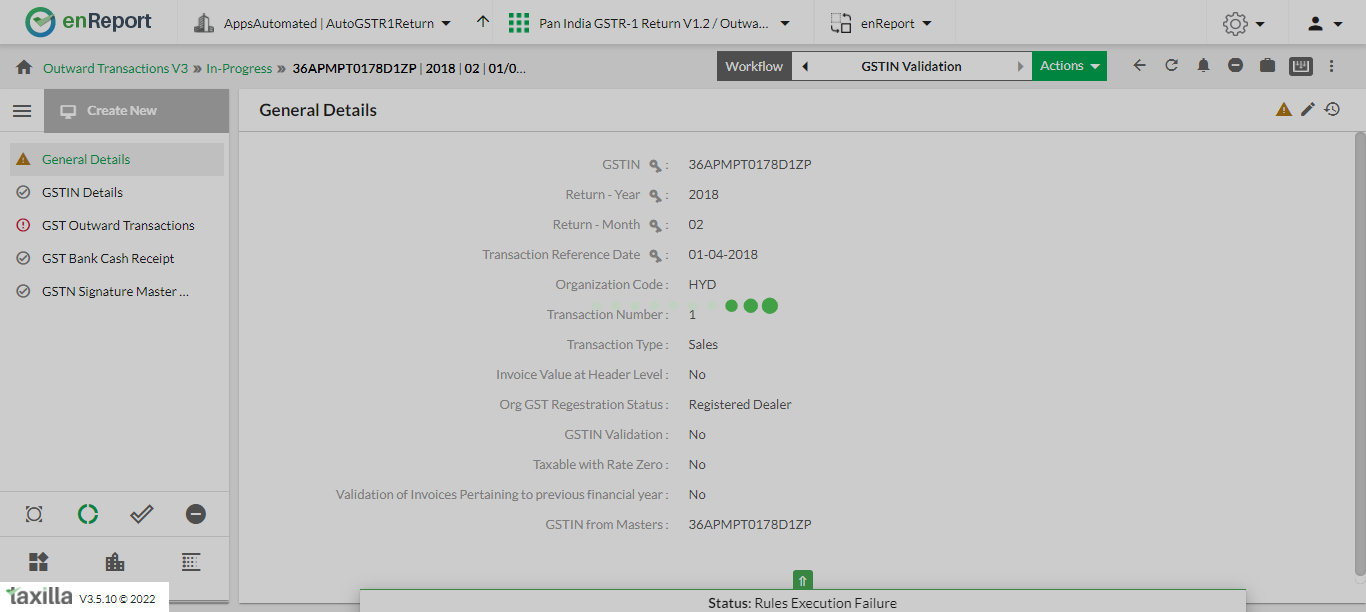 enReport
AppsAutomated | AutoGSTR1Return
Pan India GSTR-1 Return V1.2 / Outwa...
enReport
Outward Transactions V3 » In-Progress » 36APMPT0178D1ZP | 2018 | 02 | 01/0...
Workflow
GSTIN Validation
Actions
Create New
General Details
GSTIN Details
GST Outward Transactions
GST Bank Cash Receipt
GSTN Signature Master ...
General Details
GSTIN : 36APMPT0178D1ZP
Return - Year : 2018
Return - Month : 02
Transaction Reference Date : 01-04-2018
Organization Code : HYD
Transaction Number : 1
Transaction Type : Sales
Invoice Value at Header Level : No
Org GST Regestration Status : Registered Dealer
GSTIN Validation : No
Taxable with Rate Zero : No
Validation of Invoices Pertaining to previous financial year : No
GSTIN from Masters : 36APMPT0178D1ZP
taxilla V3.5.10 © 2022
Status: Rules Execution Failure